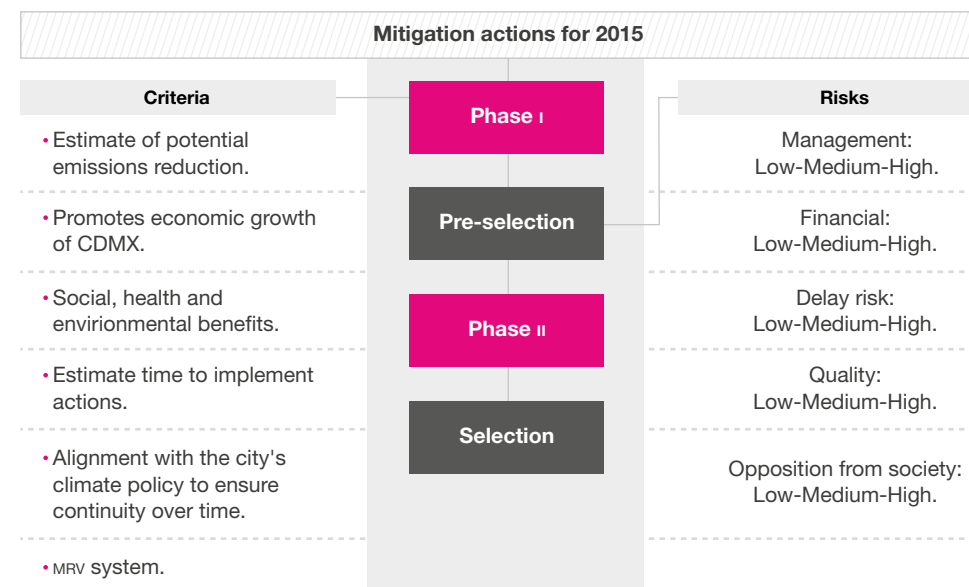 Mitigation actions for 2015
Criteria
• Estimate of potential
emissions reduction.
• Promotes economic growth
of CDMX.
• Social, health and
envirionmental benefits.
• Estimate time to implement
actions.
• Alignment with the city's
climate policy to ensure
continuity over time.
• MRV system.
Phase I
Pre-selection
Phase II
Selection
Risks
Management:
Low-Medium-High.
Financial:
Low-Medium-High.
Delay risk:
Low-Medium-High.
Quality:
Low-Medium-High.
Opposition from society:
Low-Medium-High.